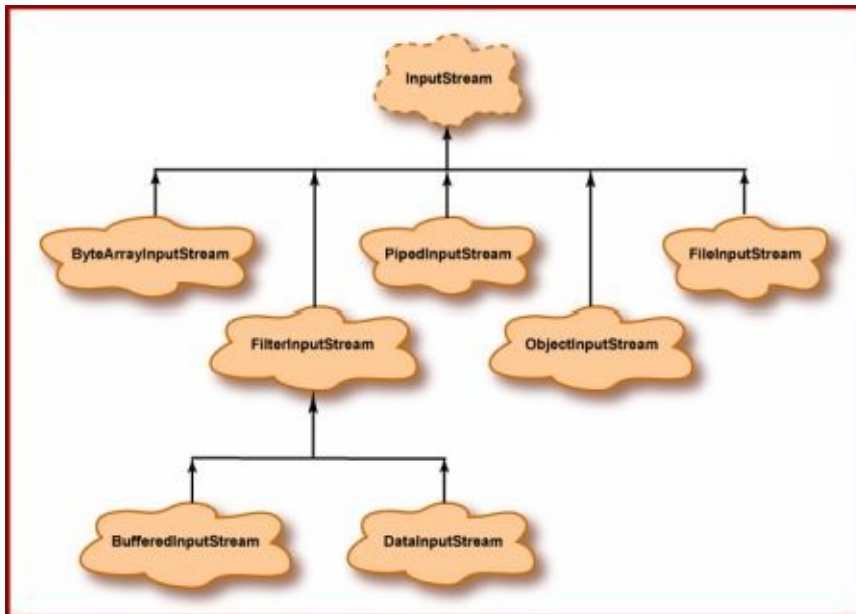 InputStream
ByteArrayInputStream
PipedInputStream
FileInputStream
FilterInputStream
ObjectInputStream
BufferedInputStream
DataInputStream